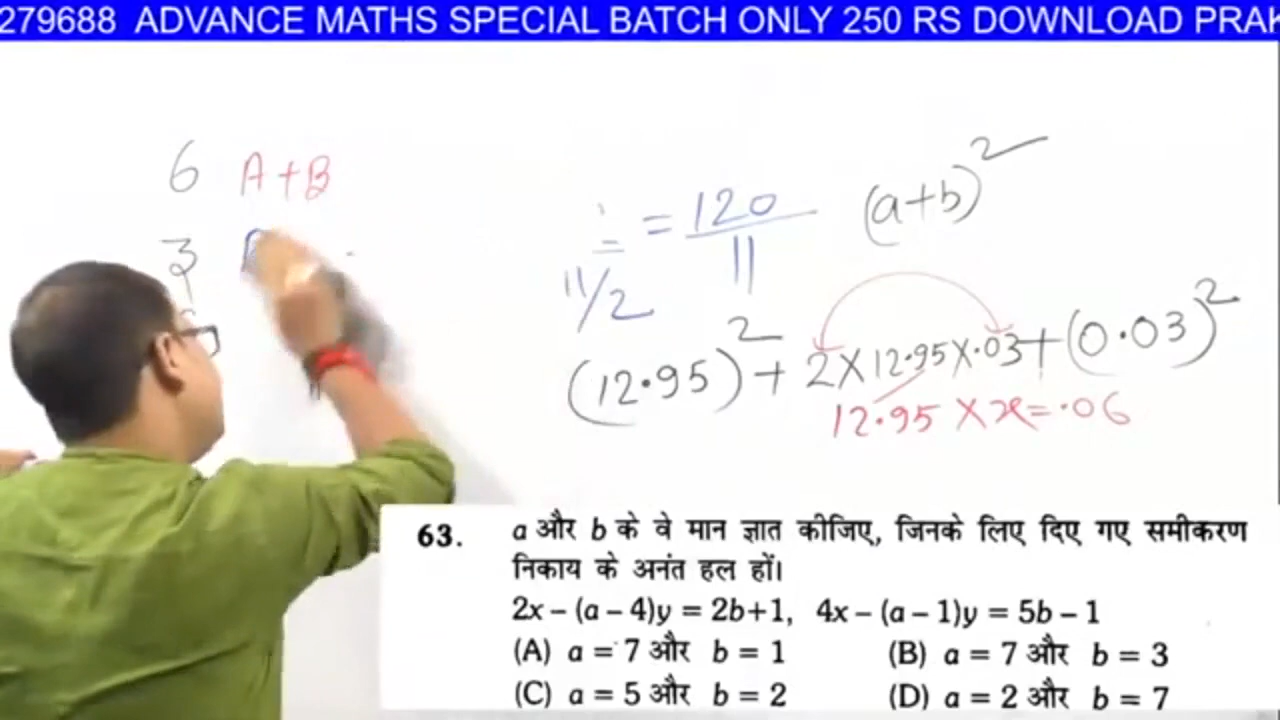 279688 ADVANCE MATHS SPECIAL BATCH ONLY 250 RS DOWNLOAD PRAK
6 A+B
3
= 120/11
11/2
(a+b)²
(12.95)² + 2×12.95×.03+(0.03)²
12.95 × x = .06
63. a और b के वे मान ज्ञात कीजिए, जिनके लिए दिए गए समीकरण
निकाय के अनंत हल हों।
2x – (a – 4)y = 2b+1, 4x – (a – 1)y = 5b – 1
(A) a = 7 और b = 1 (B) a = 7 और b = 3
(C) a = 5 और b = 2 (D) a = 2 और b = 7